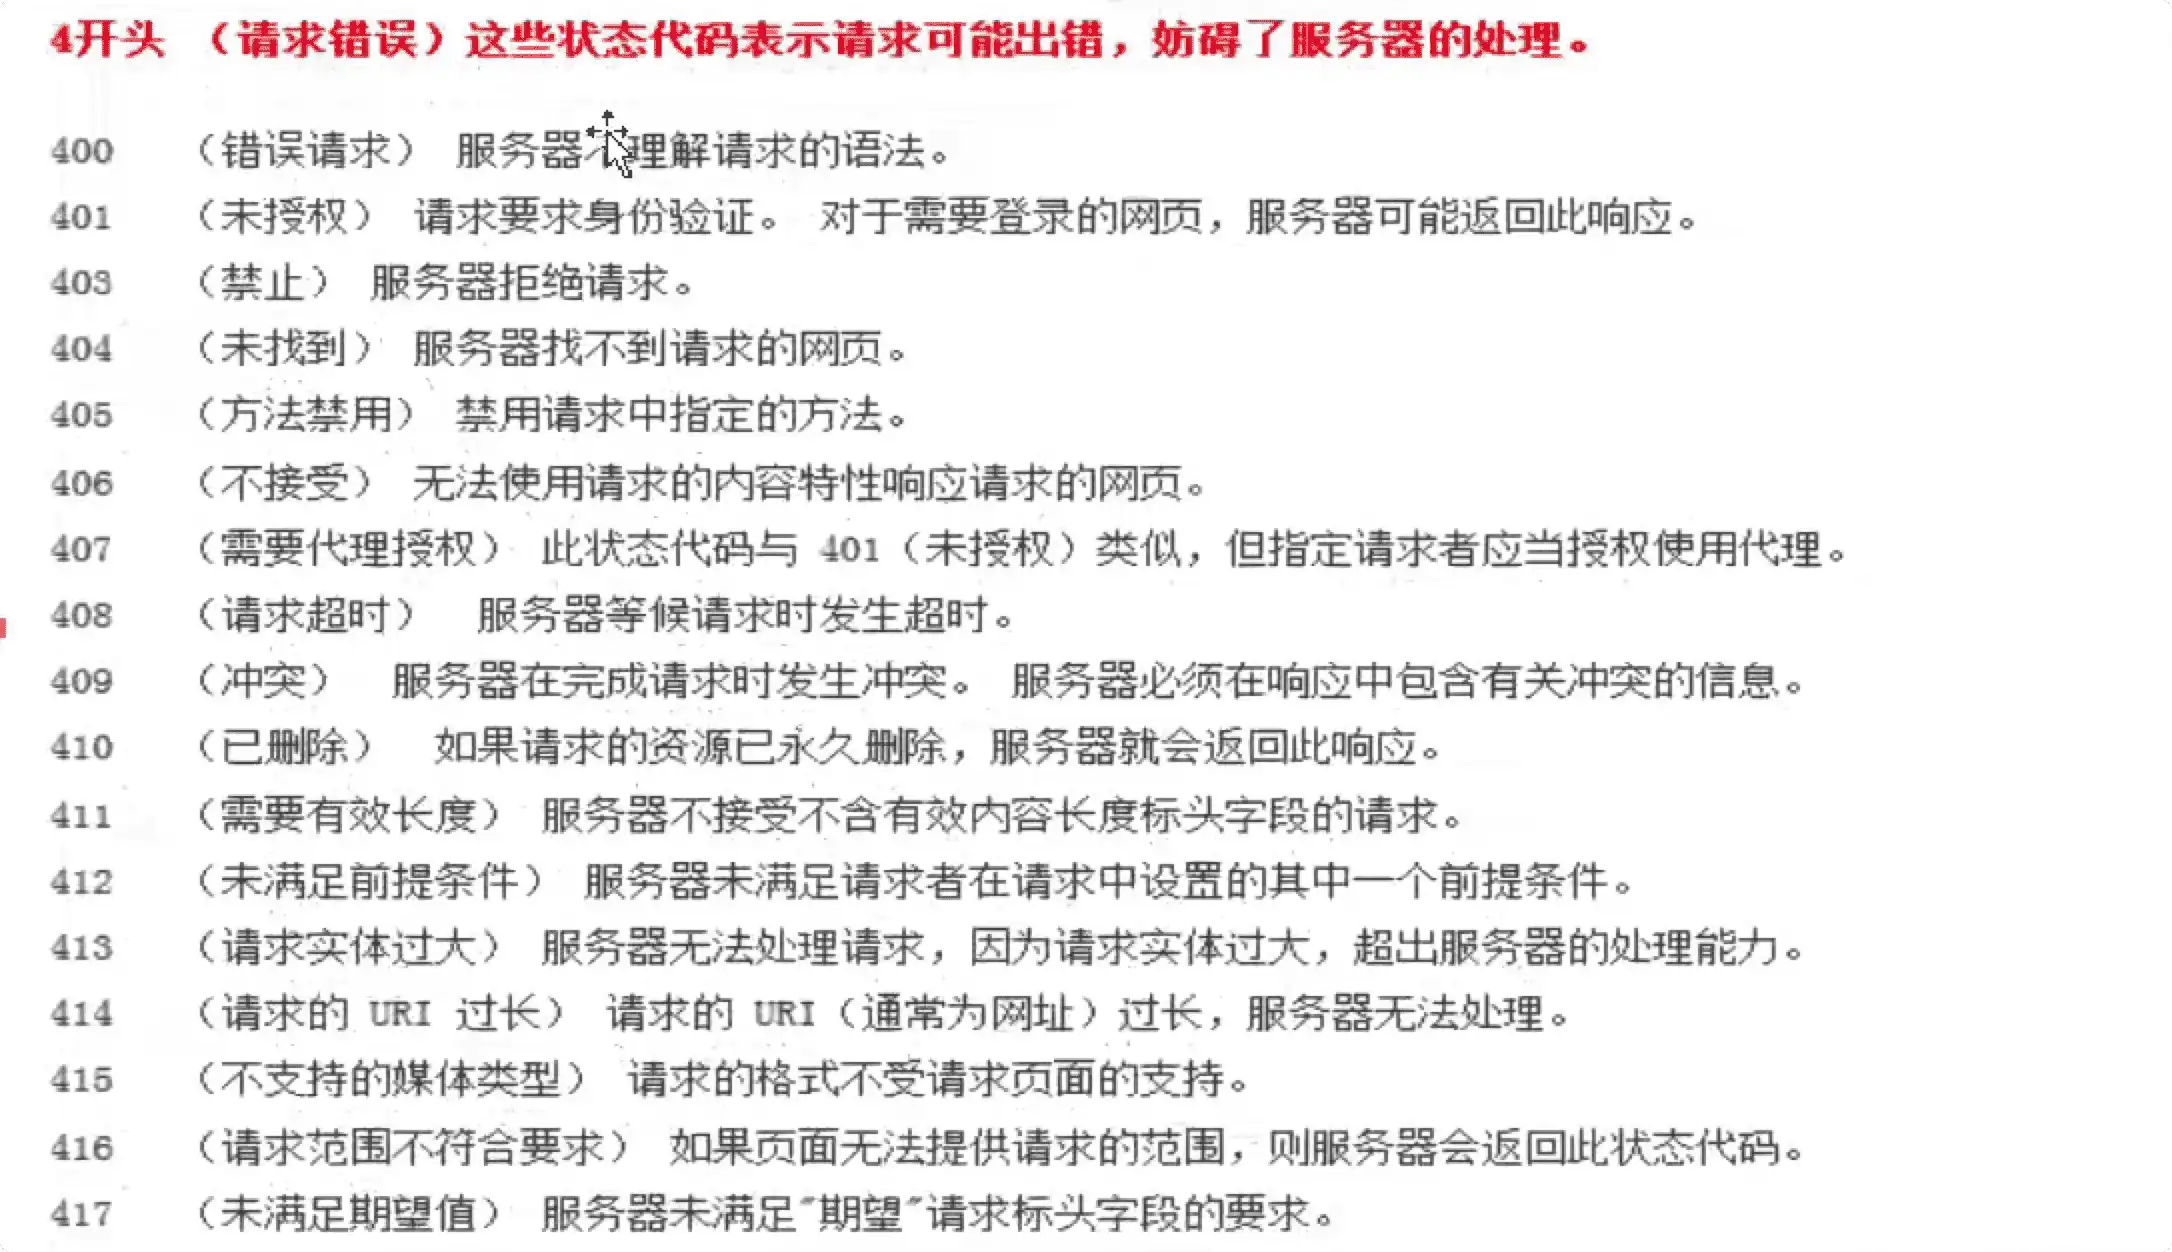 4开头 （请求错误）这些状态代码表示请求可能出错，妨碍了服务器的处理。
400 （错误请求） 服务器不理解请求的语法。
401 （未授权） 请求要求身份验证。 对于需要登录的网页，服务器可能返回此响应。
403 （禁止） 服务器拒绝请求。
404 （未找到） 服务器找不到请求的网页。
405 （方法禁用） 禁用请求中指定的方法。
406 （不接受） 无法使用请求的内容特性响应请求的网页。
407 （需要代理授权） 此状态代码与 401（未授权）类似，但指定请求者应当授权使用代理。
408 （请求超时） 服务器等候请求时发生超时。
409 （冲突） 服务器在完成请求时发生冲突。 服务器必须在响应中包含有关冲突的信息。
410 （已删除） 如果请求的资源已永久删除，服务器就会返回此响应。
411 （需要有效长度） 服务器不接受不含有效内容长度标头字段的请求。
412 （未满足前提条件） 服务器未满足请求者在请求中设置的其中一个前提条件。
413 （请求实体过大） 服务器无法处理请求，因为请求实体过大，超出服务器的处理能力。
414 （请求的 URI 过长） 请求的 URI（通常为网址）过长，服务器无法处理。
415 （不支持的媒体类型） 请求的格式不受请求页面的支持。
416 （请求范围不符合要求） 如果页面无法提供请求的范围，则服务器会返回此状态代码。
417 （未满足期望值） 服务器未满足"期望"请求标头字段的要求。